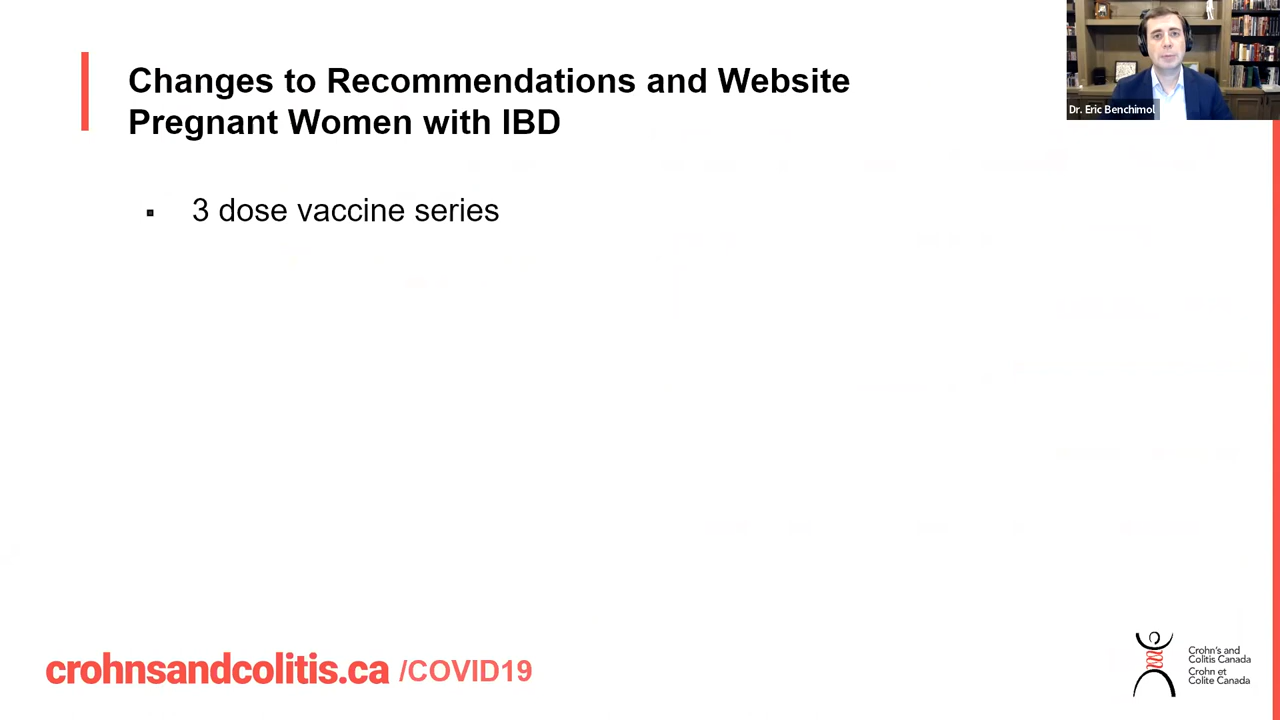 Changes to Recommendations and Website
Pregnant Women with IBD
Dr. Eric Benchimol
▪ 3 dose vaccine series
crohnsandcolitis.ca /COVID19
Crohn's and
Colitis Canada
Crohn et
Colite Canada